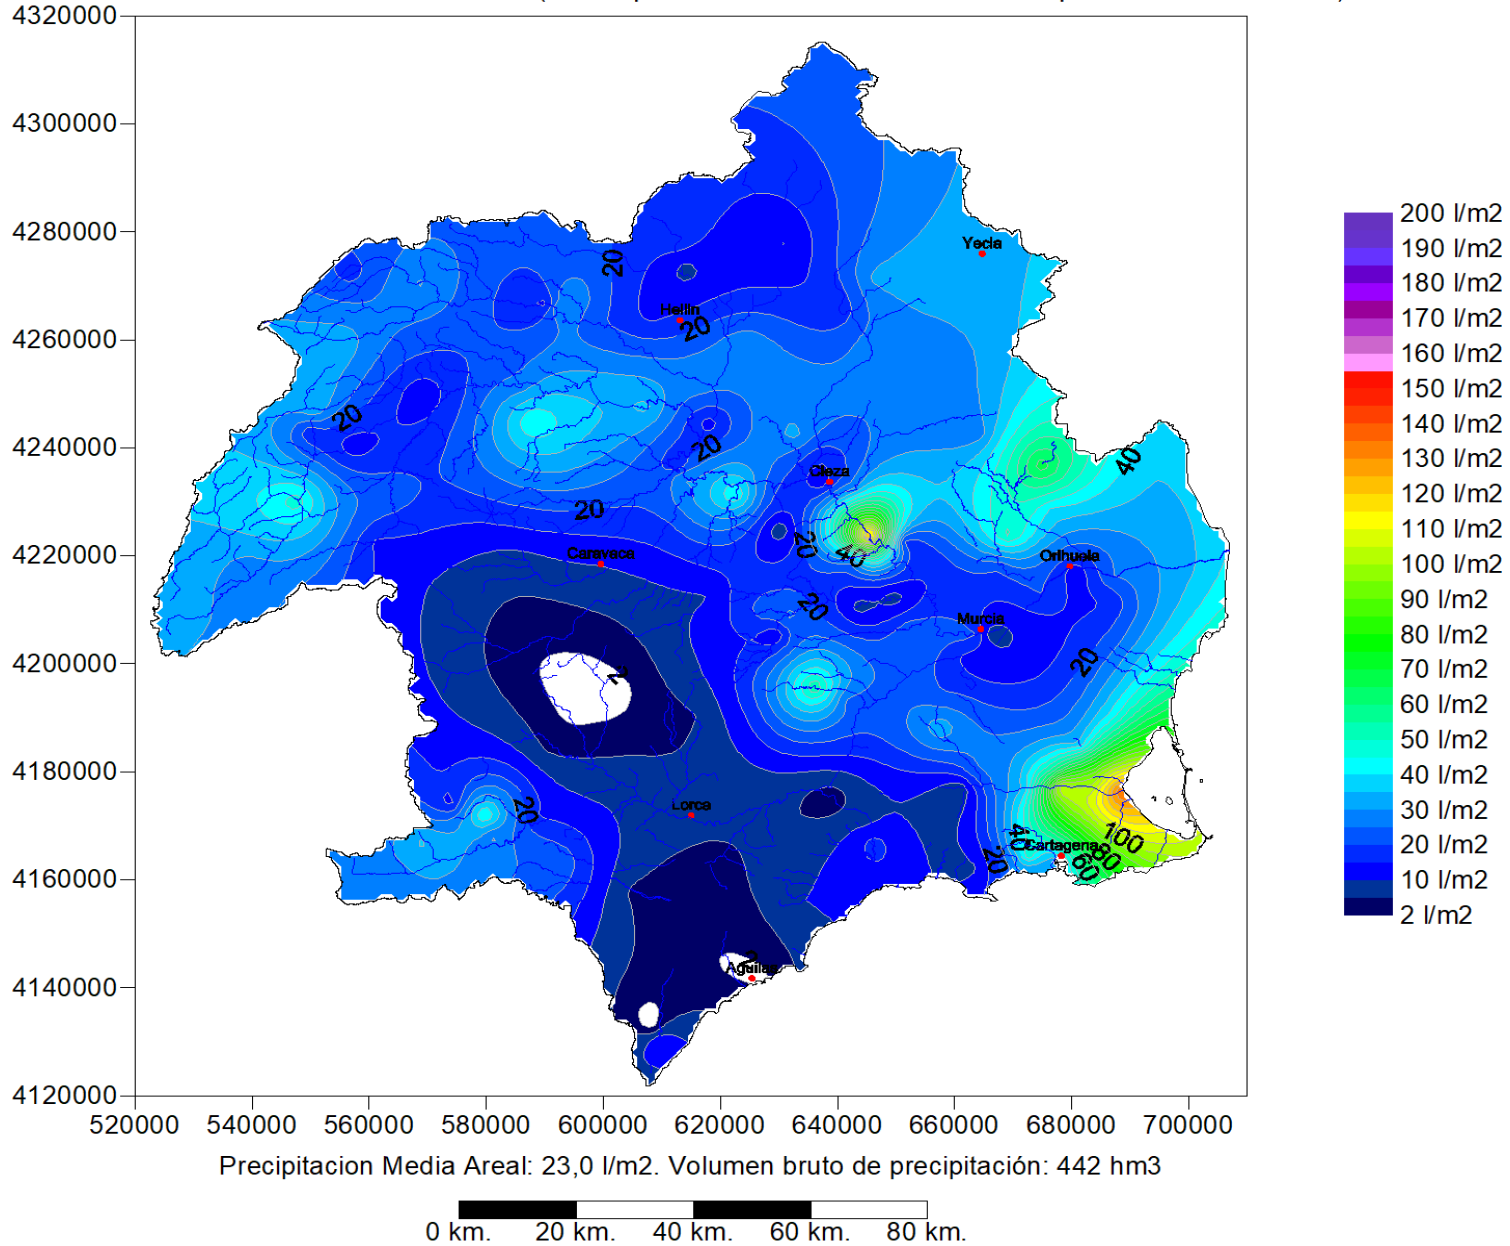 4320000
4300000
4280000
4260000
4240000
4220000
4200000
4180000
4160000
4140000
4120000
520000 540000 560000 580000 600000 620000 640000 660000 680000 700000
Yecla
20
Hellin
20
20
20
40
Cieza
20
20
40
Caravaca
Orihuela
20
Murcia
20
2
20
Lorca
40
100
80
60
Cartagena
20
2
Aguilas
200 l/m2
190 l/m2
180 l/m2
170 l/m2
160 l/m2
150 l/m2
140 l/m2
130 l/m2
120 l/m2
110 l/m2
100 l/m2
90 l/m2
80 l/m2
70 l/m2
60 l/m2
50 l/m2
40 l/m2
30 l/m2
20 l/m2
10 l/m2
2 l/m2
Precipitacion Media Areal: 23,0 l/m2. Volumen bruto de precipitación: 442 hm3
0 km. 20 km. 40 km. 60 km. 80 km.